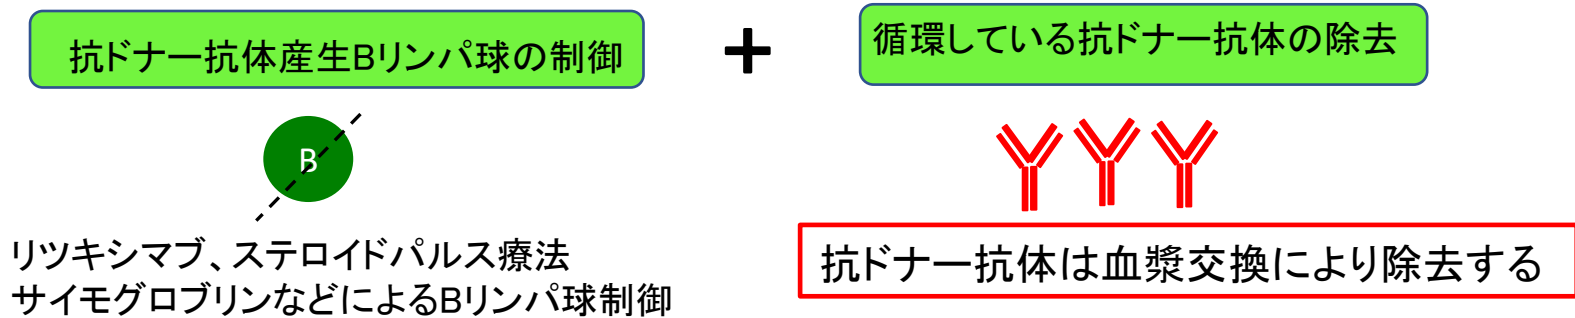 抗ドナー抗体産生Bリンパ球の制御
+
循環している抗ドナー抗体の除去
B
リツキシマブ、ステロイドパルス療法
サイモグロブリンなどによるBリンパ球制御
抗ドナー抗体は血漿交換により除去する